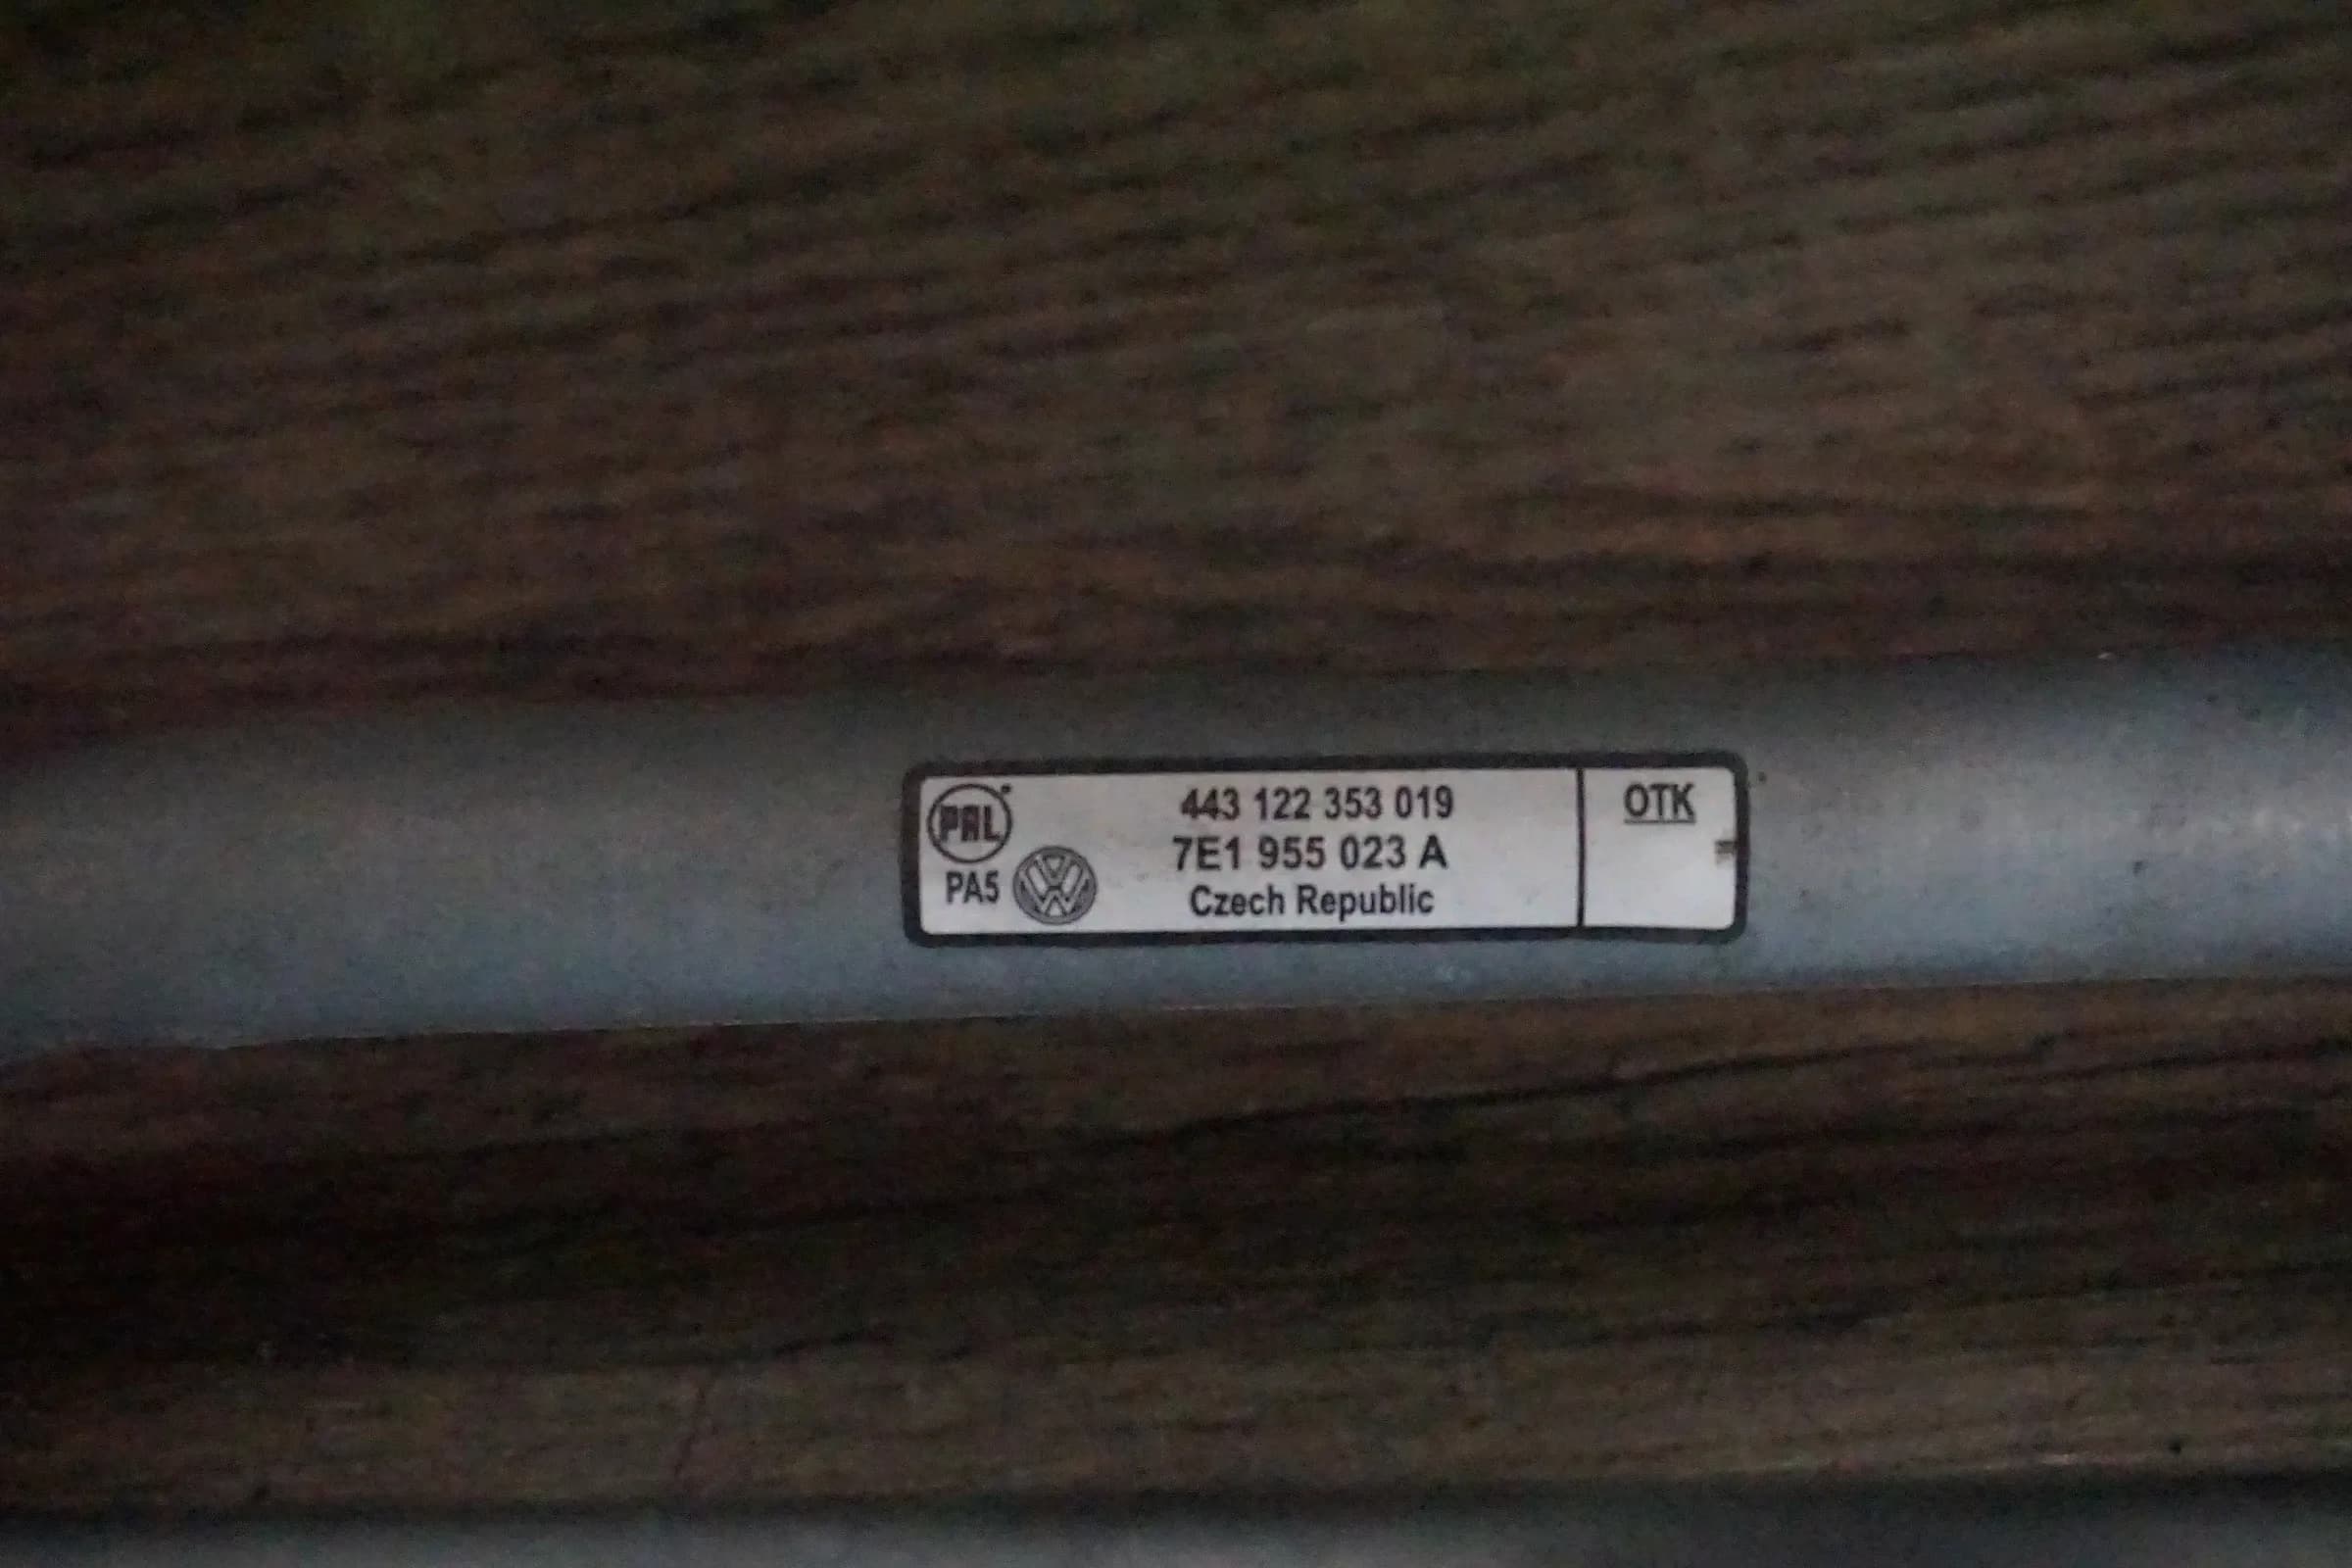 PAL
PA5
443 122 353 019
7E1 955 023 A
Czech Republic
OTK